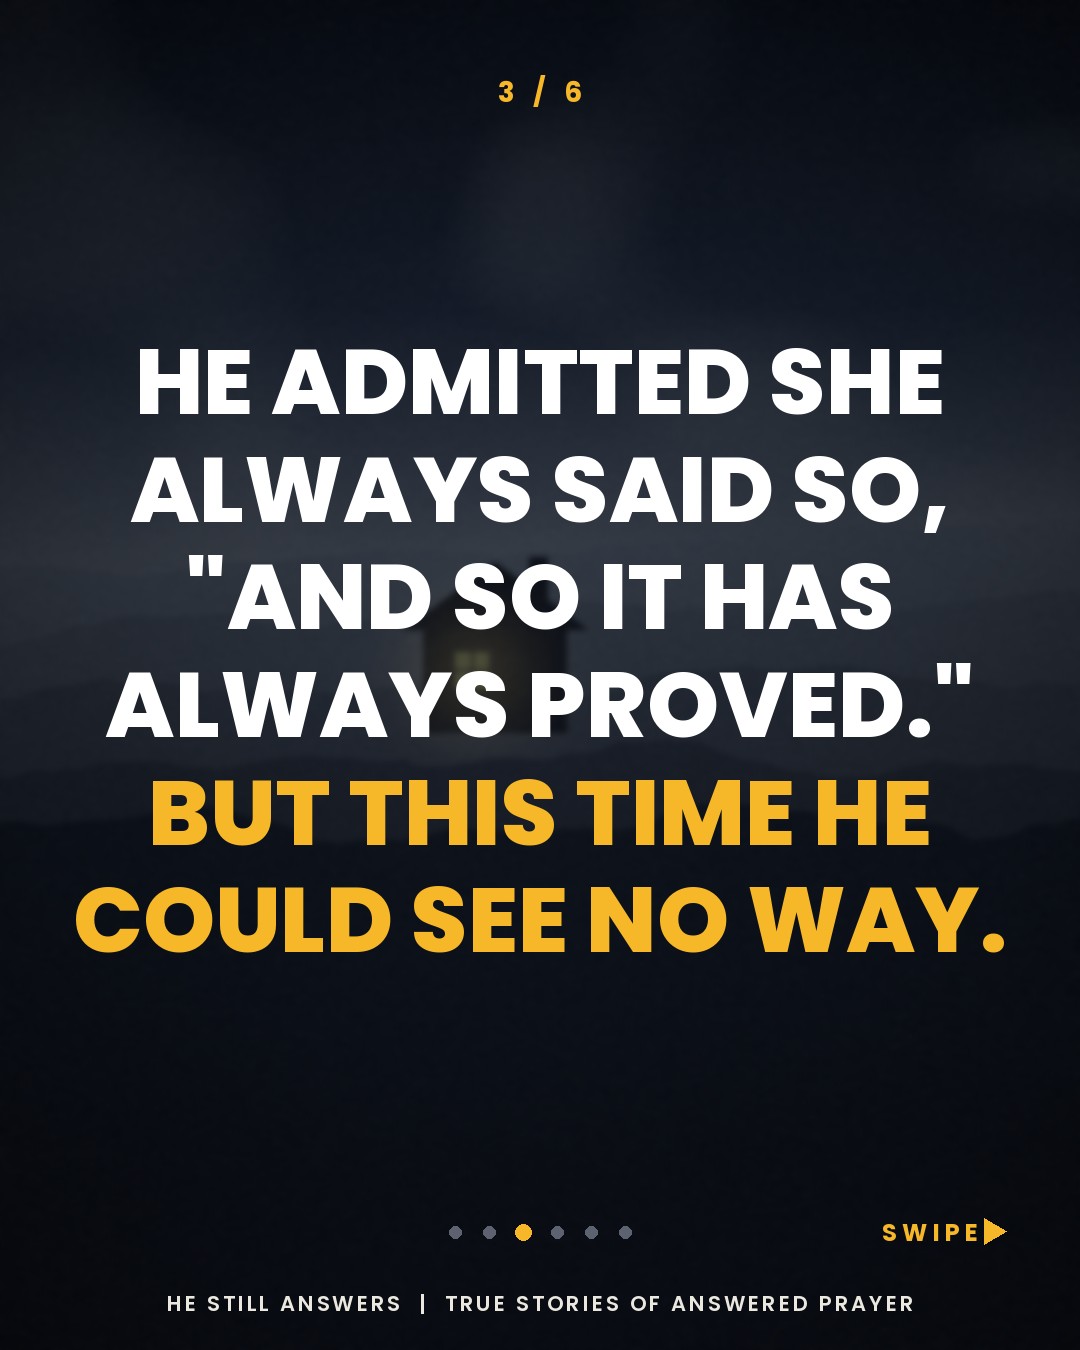 3 / 6
HE ADMITTED SHE
ALWAYS SAID SO,
"AND SO IT HAS
ALWAYS PROVED."
BUT THIS TIME HE
COULD SEE NO WAY.
SWIPE
HE STILL ANSWERS | TRUE STORIES OF ANSWERED PRAYER